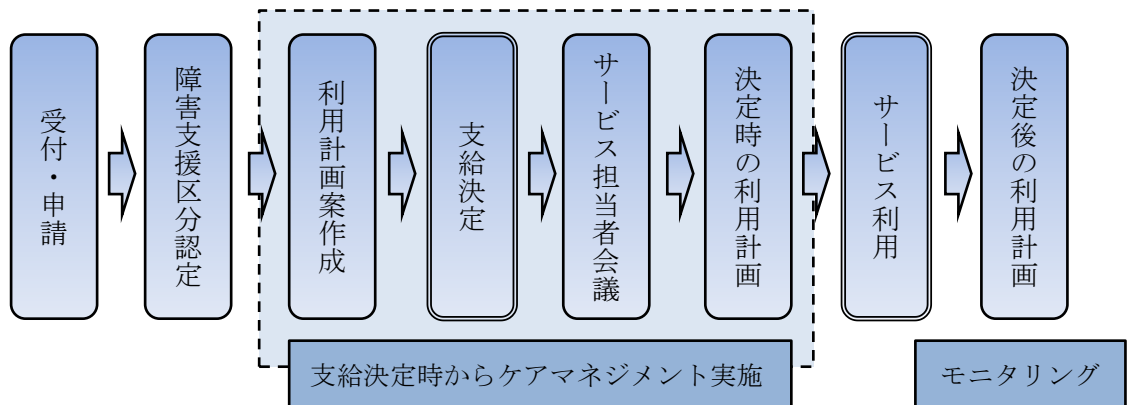 受付・申請
障害支援区分認定
利用計画案作成
支給決定
サービス担当者会議
決定時の利用計画
サービス利用
決定後の利用計画
支給決定時からケアマネジメント実施
モニタリング